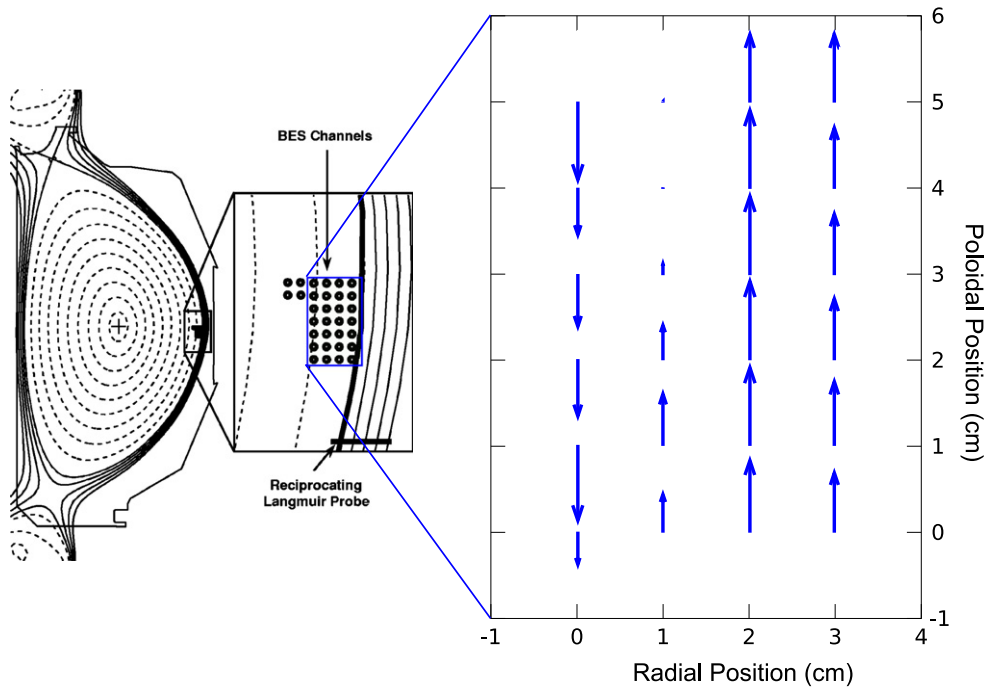 BES Channels
Reciprocating
Langmuir Probe
6
5
4
3
2
1
0
-1
Poloidal Position (cm)
-1 0 1 2 3 4
Radial Position (cm)